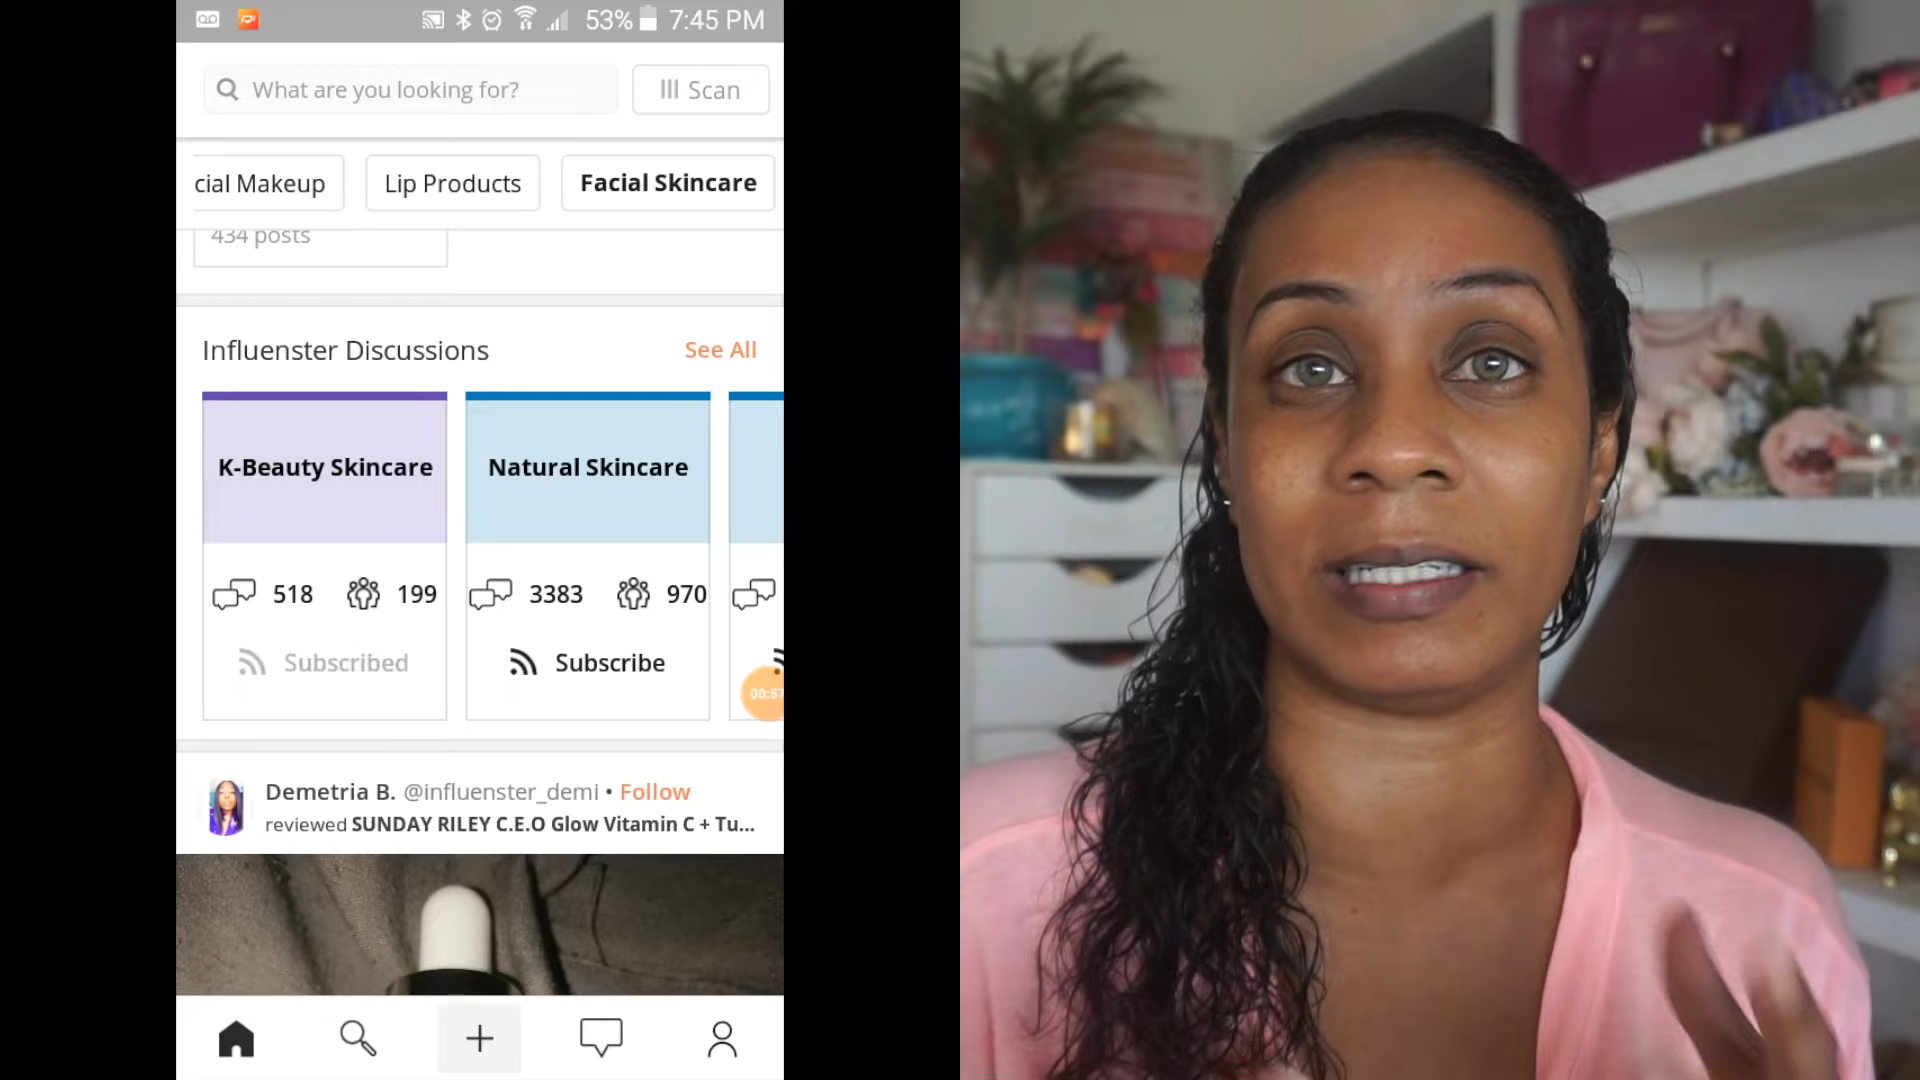 53% 7:45 PM
What are you looking for? Scan
cial Makeup Lip Products Facial Skincare
434 posts
Influenster Discussions See All
K-Beauty Skincare Natural Skincare
518 199 3383 970
Subscribed Subscribe
00:57
Demetria B. @influenster_demi • Follow
reviewed SUNDAY RILEY C.E.O Glow Vitamin C + Tu...